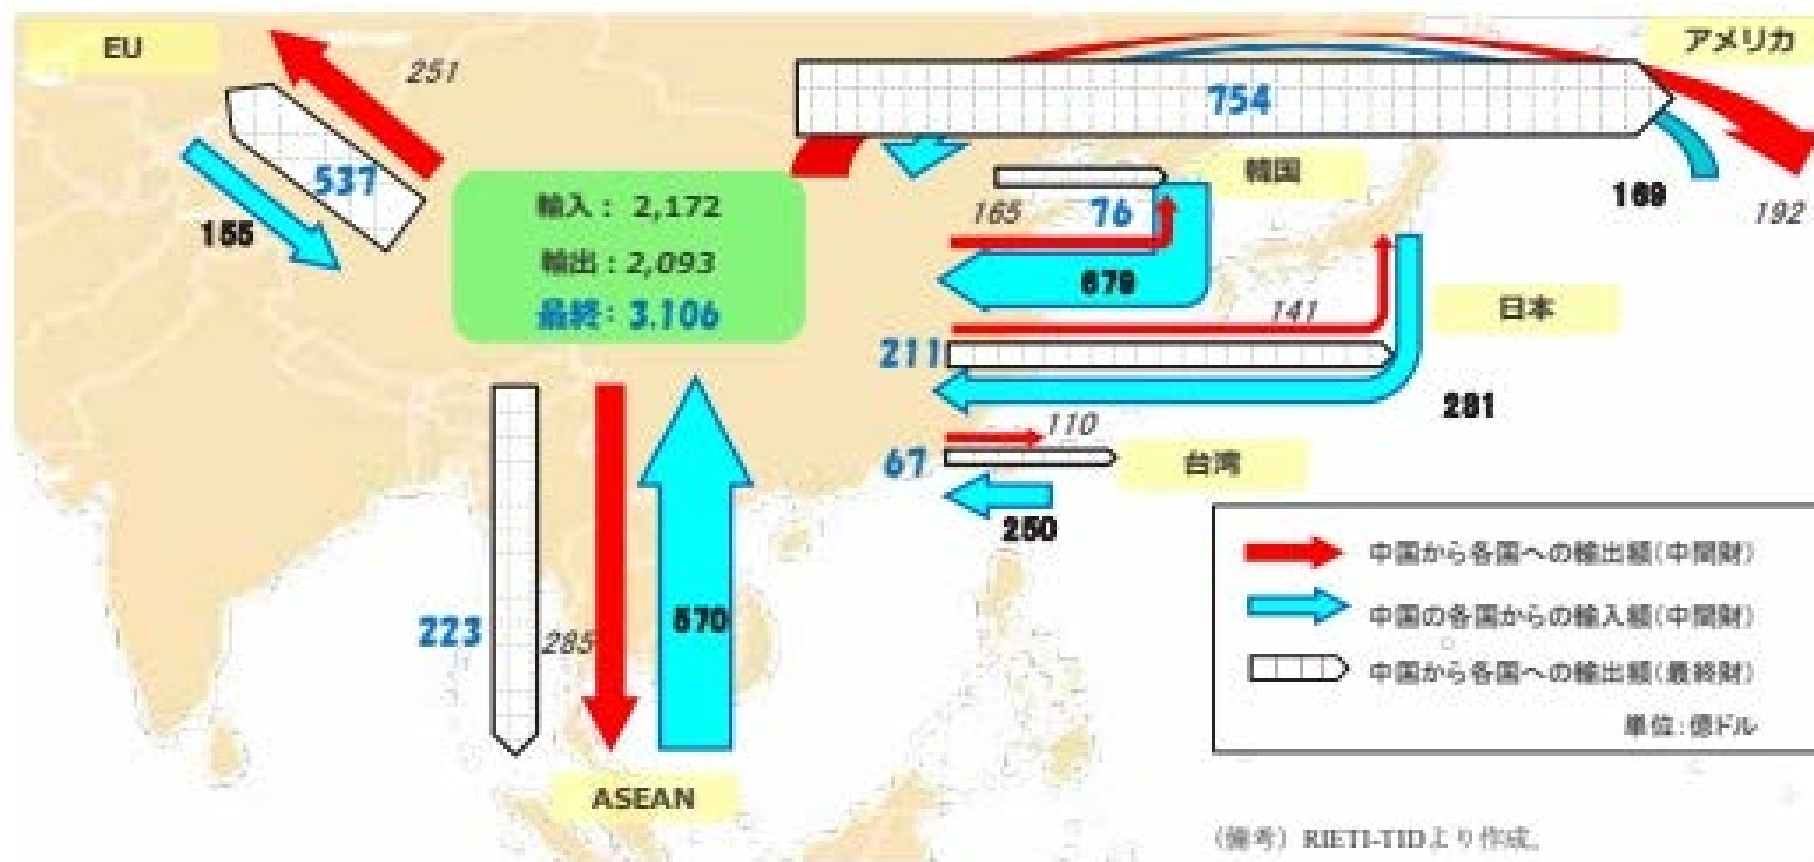 EU
251
537
155
アメリカ
754
169
192
輸入： 2,172
輸出：2,093
最終：3.106
韓国
165
76
679
日本
141
211
281
台湾
110
67
250
223
285
570
ASEAN
中国から各国への輸出額(中間財)
中国の各国からの輸入額(中間財)
中国から各国への輸出額(最終財)
単位：億ドル
（備考）RIETI-TIDより作成。